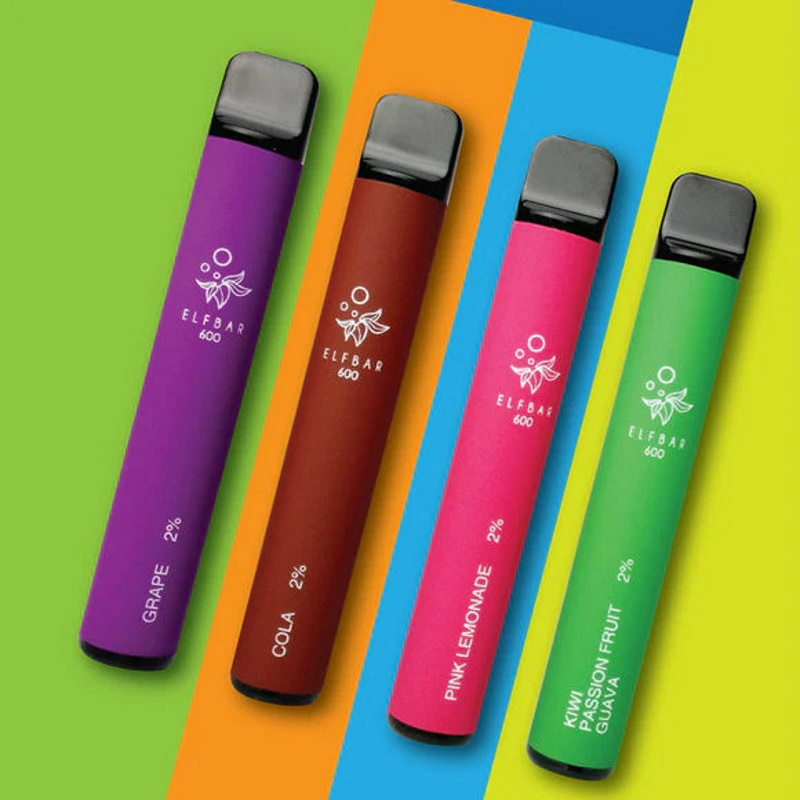 ELFBAR
600
GRAPE 2%
ELFBAR
600
COLA 2%
ELFBAR
600
PINK LEMONADE 2%
ELFBAR
600
KIWI
PASSION FRUIT 2%
GUAVA